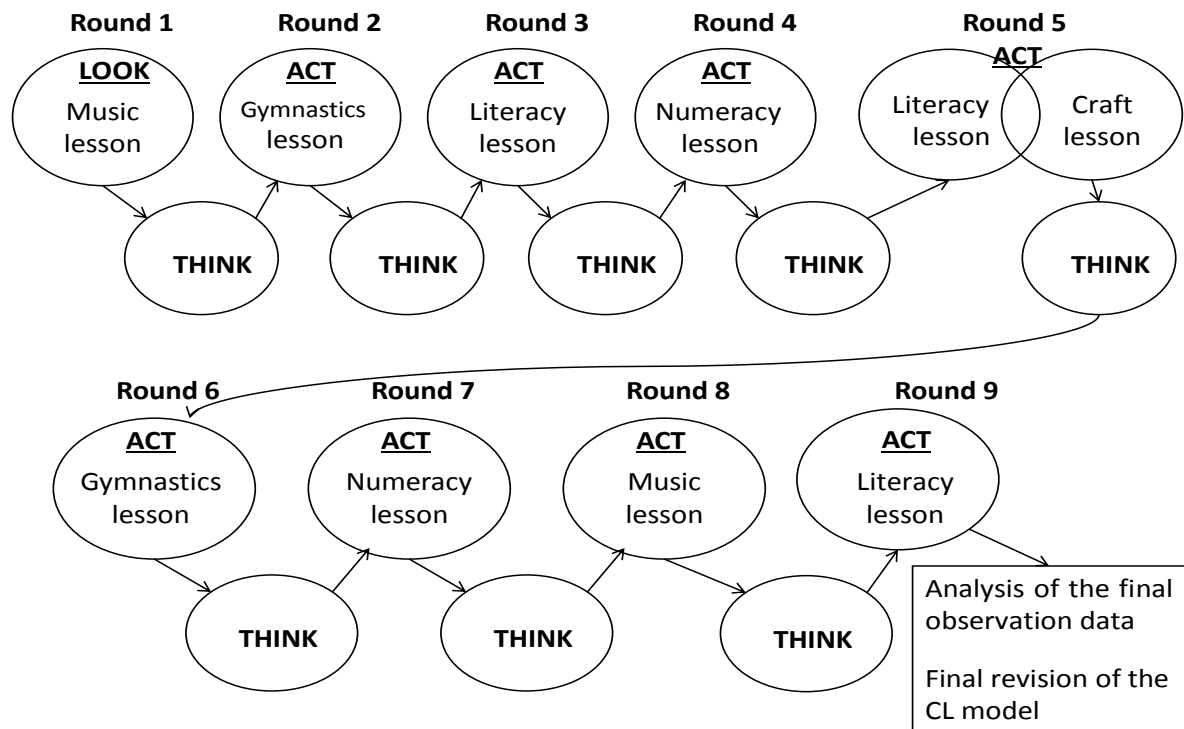 Round 1 Round 2 Round 3 Round 4 Round 5
LOOK ACT ACT ACT ACT
Music Gymnastics Literacy Numeracy Literacy Craft
lesson lesson lesson lesson lesson lesson
THINK THINK THINK THINK THINK
Round 6 Round 7 Round 8 Round 9
ACT ACT ACT ACT
Gymnastics Numeracy Music Literacy
lesson lesson lesson lesson
THINK THINK THINK
Analysis of the final
observation data
Final revision of the
CL model